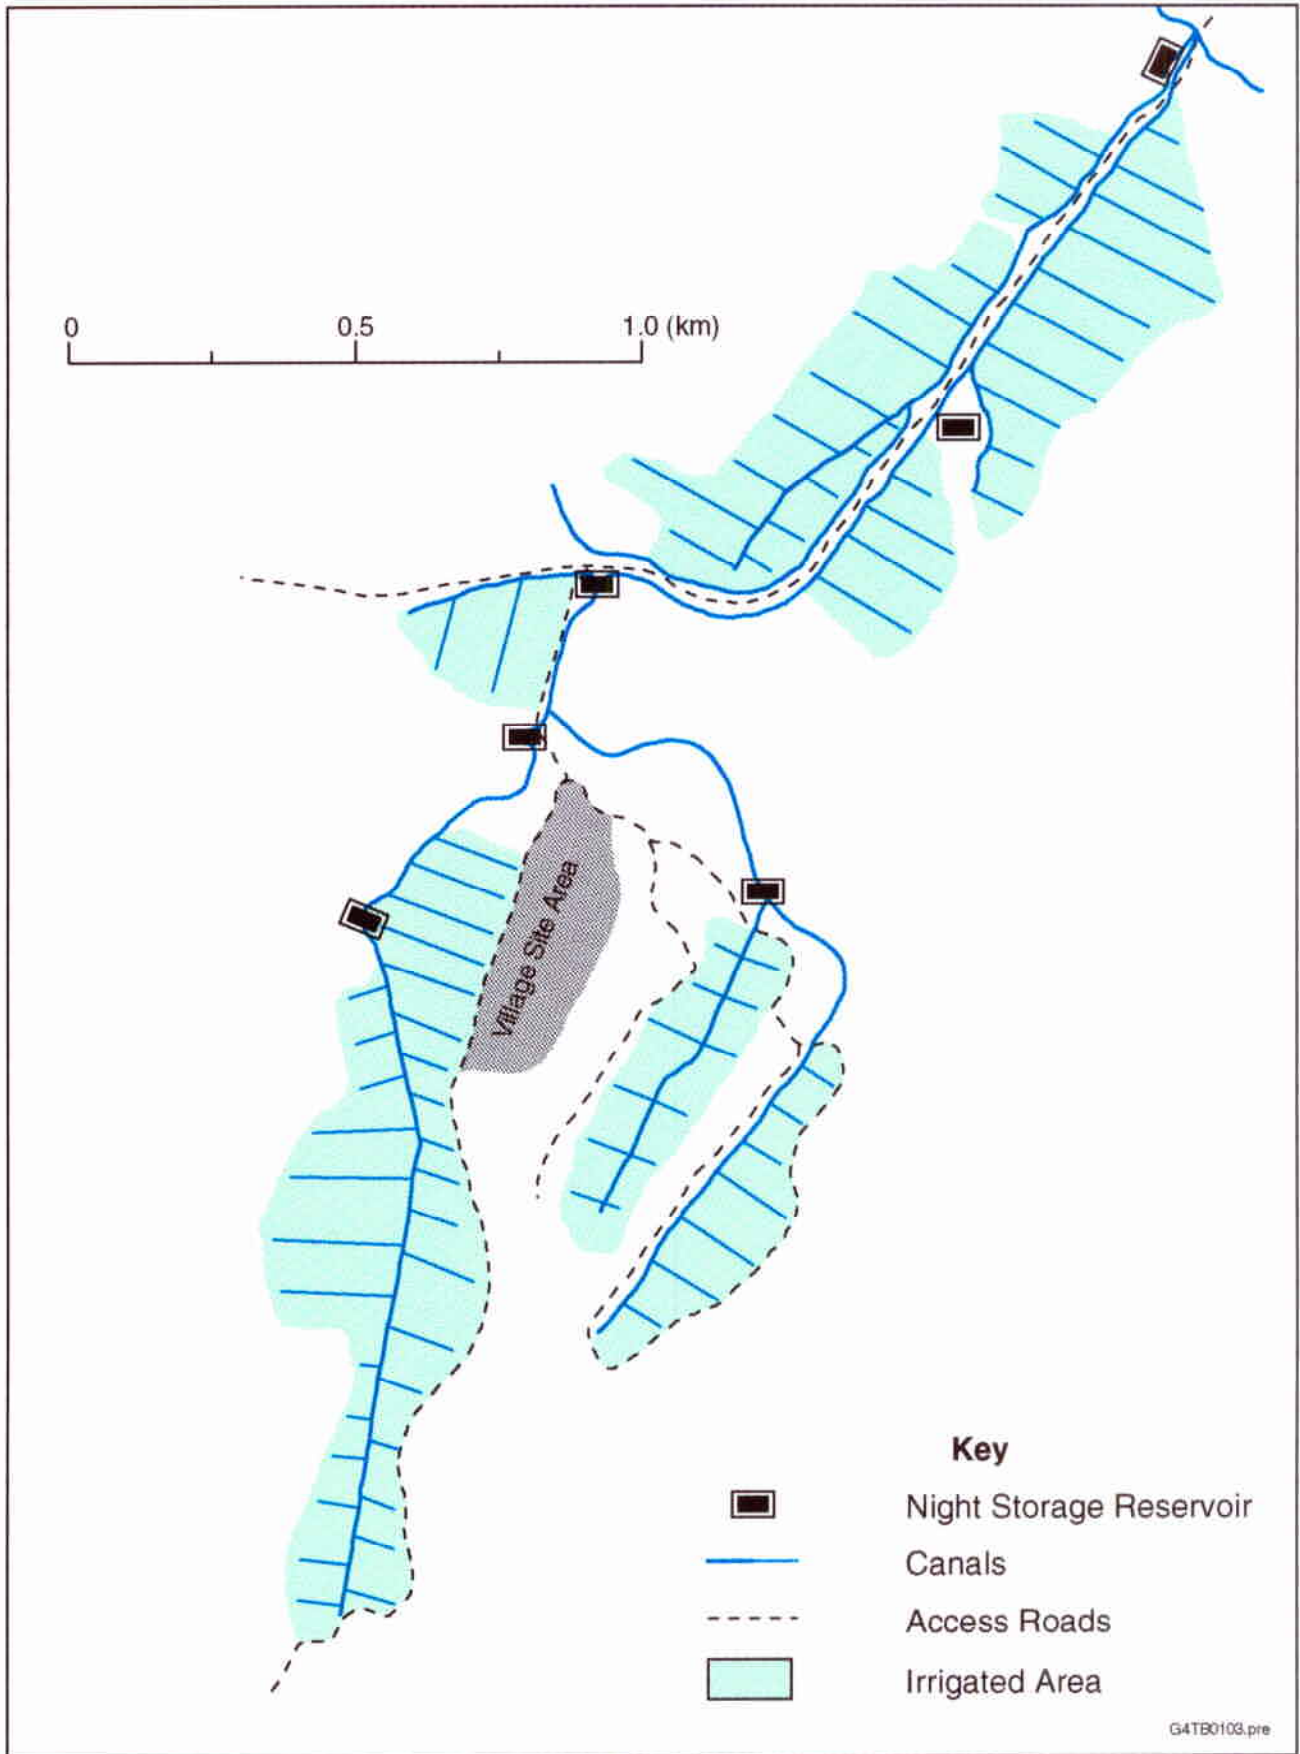 0 0.5 1.0 (km)
Village Site Area
Key
Night Storage Reservoir
Canals
Access Roads
Irrigated Area
G4TB0103.pre